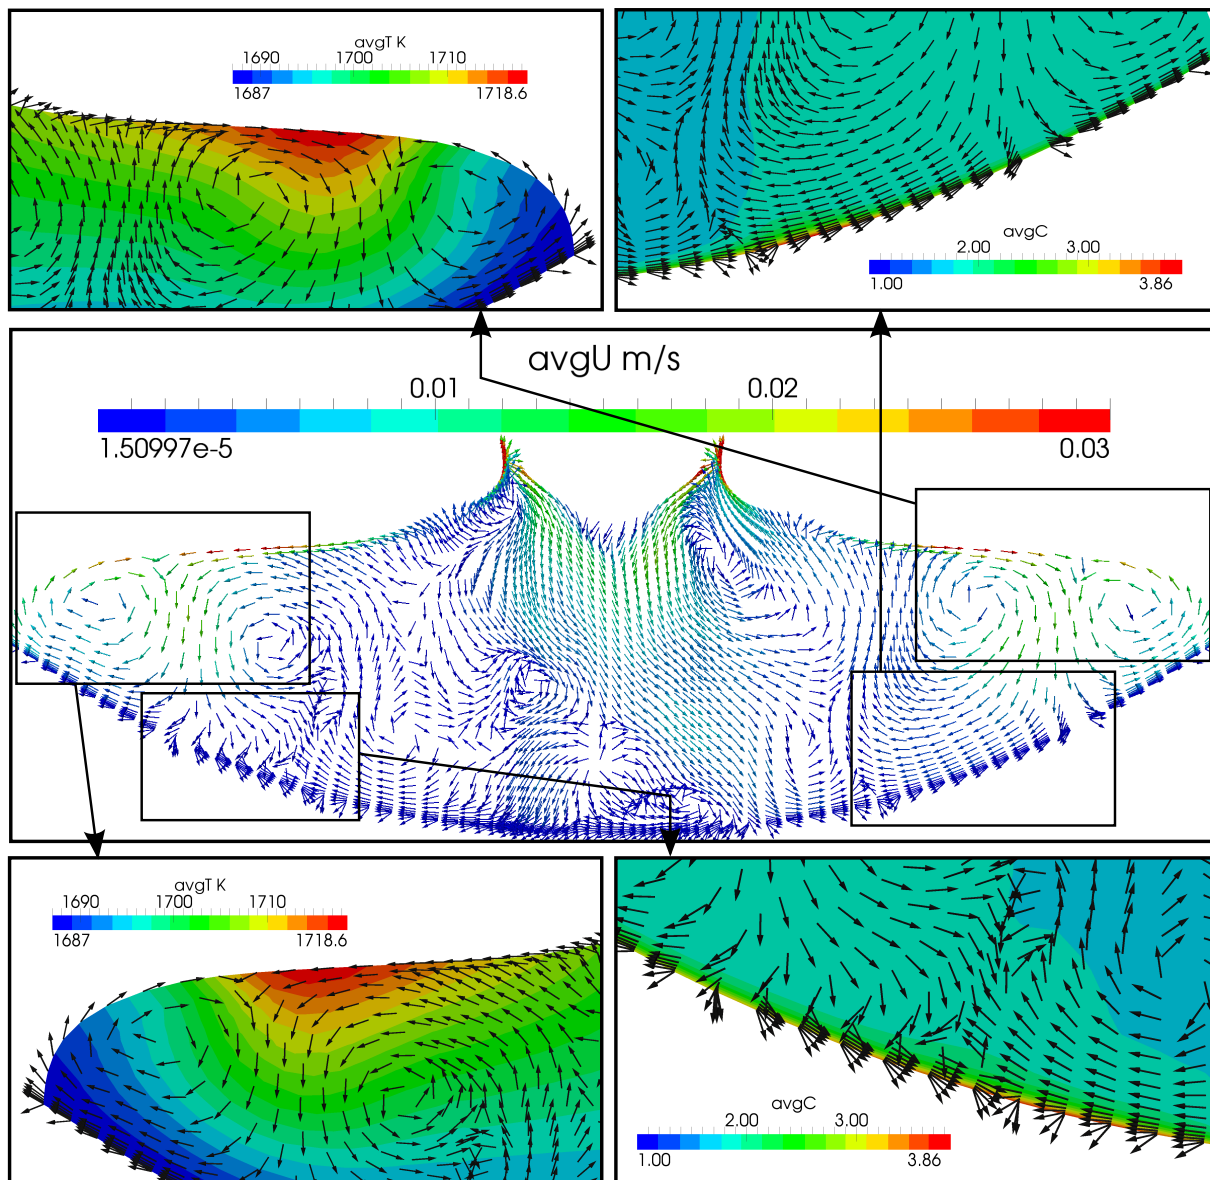 avgT K
1690 1700 1710
1687 1718.6
2.00 avgC 3.00
1.00 3.86
avgU m/s
0.01 0.02
1.50997e-5 0.03
avgT K
1690 1700 1710
1687 1718.6
avgC
2.00 3.00
1.00 3.86